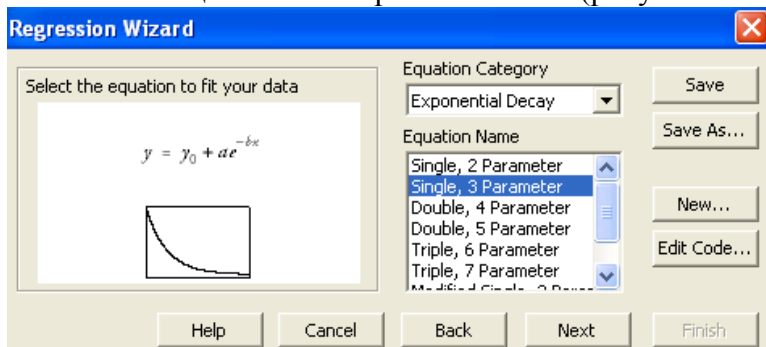 Regression Wizard
Select the equation to fit your data
y = y₀ + ae^{-bx}
Equation Category
Exponential Decay
Equation Name
Single, 2 Parameter
Single, 3 Parameter
Double, 4 Parameter
Double, 5 Parameter
Triple, 6 Parameter
Triple, 7 Parameter
Save
Save As...
New...
Edit Code...
Help
Cancel
Back
Next
Finish